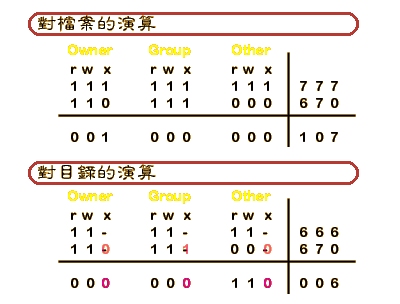 對檔案的演算
Owner Group Other
r w x r w x r w x
1 1 1 1 1 1 1 1 1 7 7 7
1 1 0 1 1 1 0 0 0 6 7 0
0 0 1 0 0 0 0 0 0 1 0 7
對目錄的演算
Owner Group Other
r w x r w x r w x
1 1 - 1 1 - 1 1 - 6 6 6
1 1 0 1 1 1 0 0 0 6 7 0
0 0 0 0 0 0 1 1 0 0 0 6